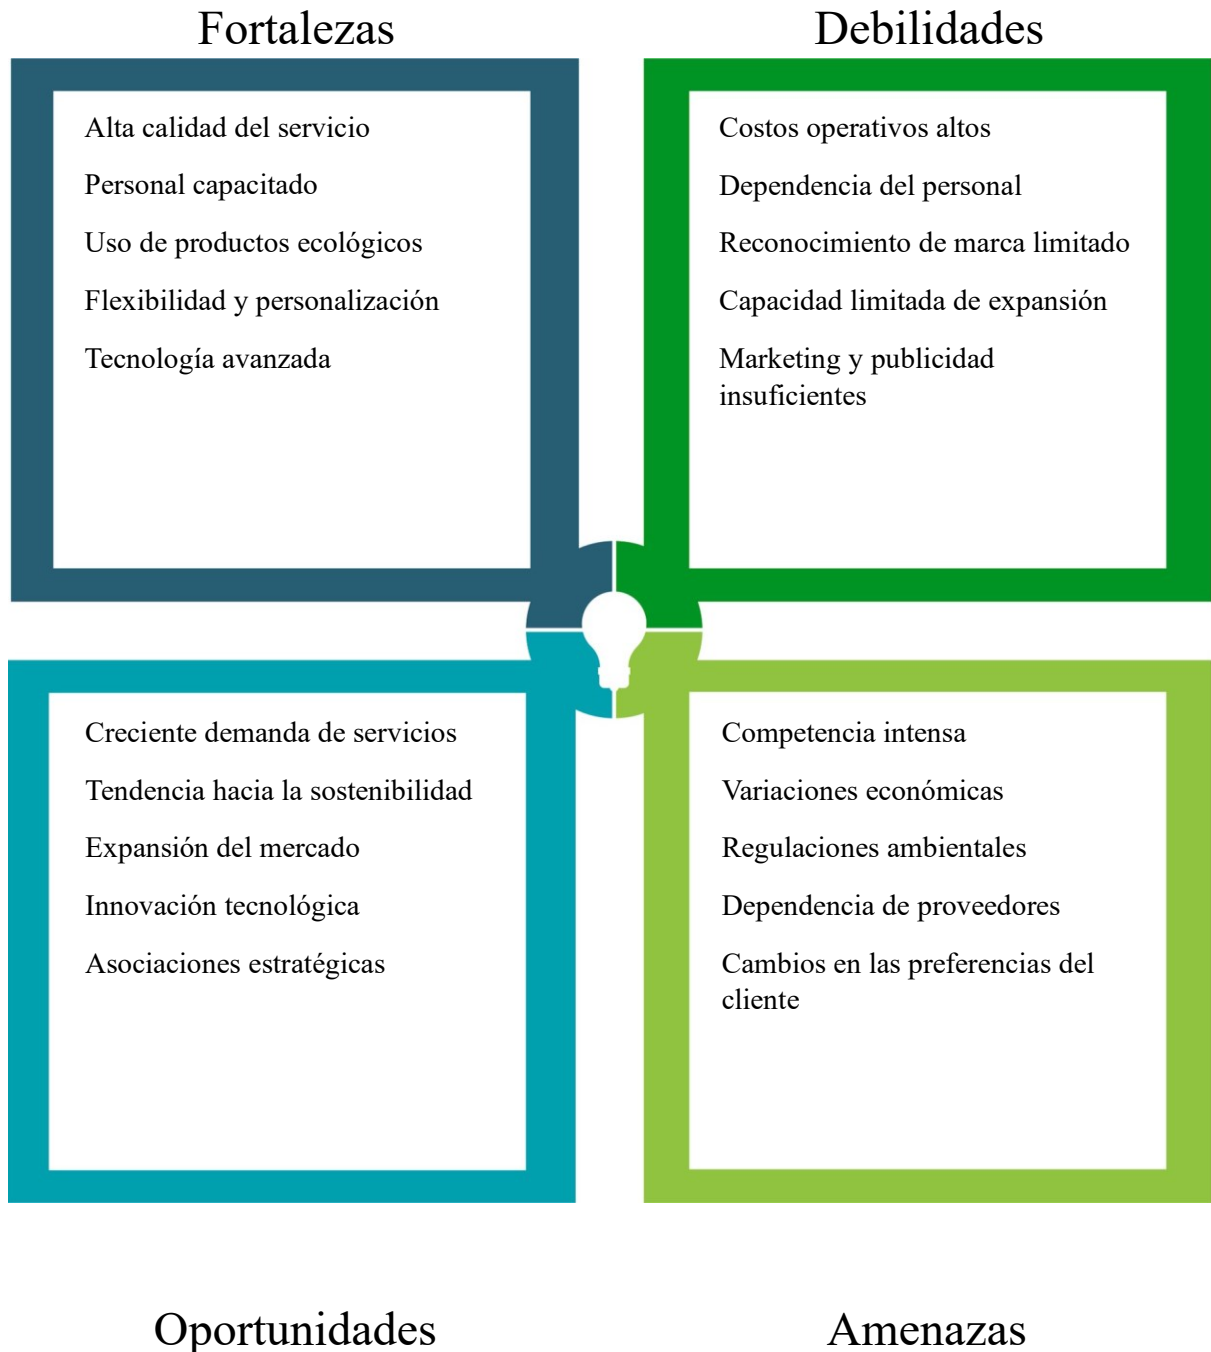 Fortalezas
Alta calidad del servicio
Personal capacitado
Uso de productos ecológicos
Flexibilidad y personalización
Tecnología avanzada
Debilidades
Costos operativos altos
Dependencia del personal
Reconocimiento de marca limitado
Capacidad limitada de expansión
Marketing y publicidad
insuficientes
Creciente demanda de servicios
Tendencia hacia la sostenibilidad
Expansión del mercado
Innovación tecnológica
Asociaciones estratégicas
Oportunidades
Competencia intensa
Variaciones económicas
Regulaciones ambientales
Dependencia de proveedores
Cambios en las preferencias del
cliente
Amenazas